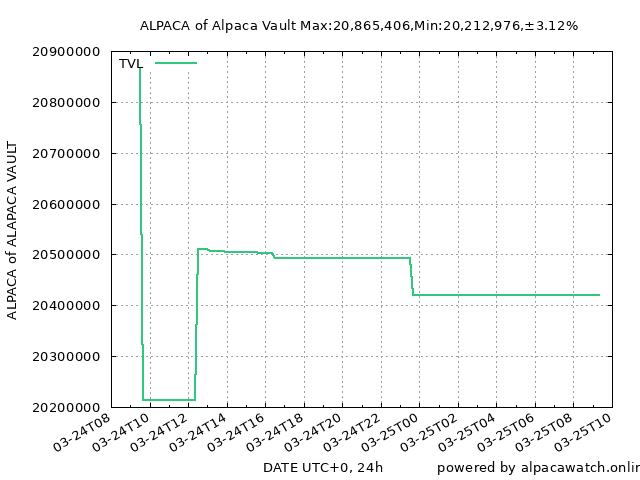 ALPACA of Alpaca Vault Max:20,865,406,Min:20,212,976,±3.12%
20900000
TVL
20800000
20700000
20600000
20500000
20400000
20300000
20200000
ALPACA of ALAPACA VAULT
03-24T08
03-24T10
03-24T12
03-24T14
03-24T16
03-24T18
03-24T20
03-24T22
03-25T00
03-25T02
03-25T04
03-25T06
03-25T08
03-25T10
DATE UTC+0, 24h
powered by alpacawatch.onlin